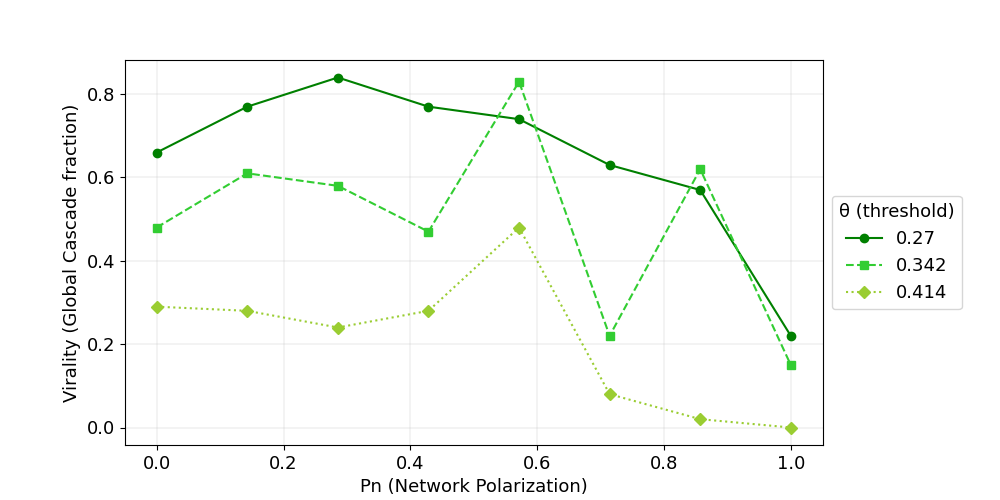 Virality (Global Cascade fraction)
0.8
0.6
0.4
0.2
0.0
0.0 0.2 0.4 0.6 0.8 1.0
Pn (Network Polarization)
θ (threshold)
0.27
0.342
0.414